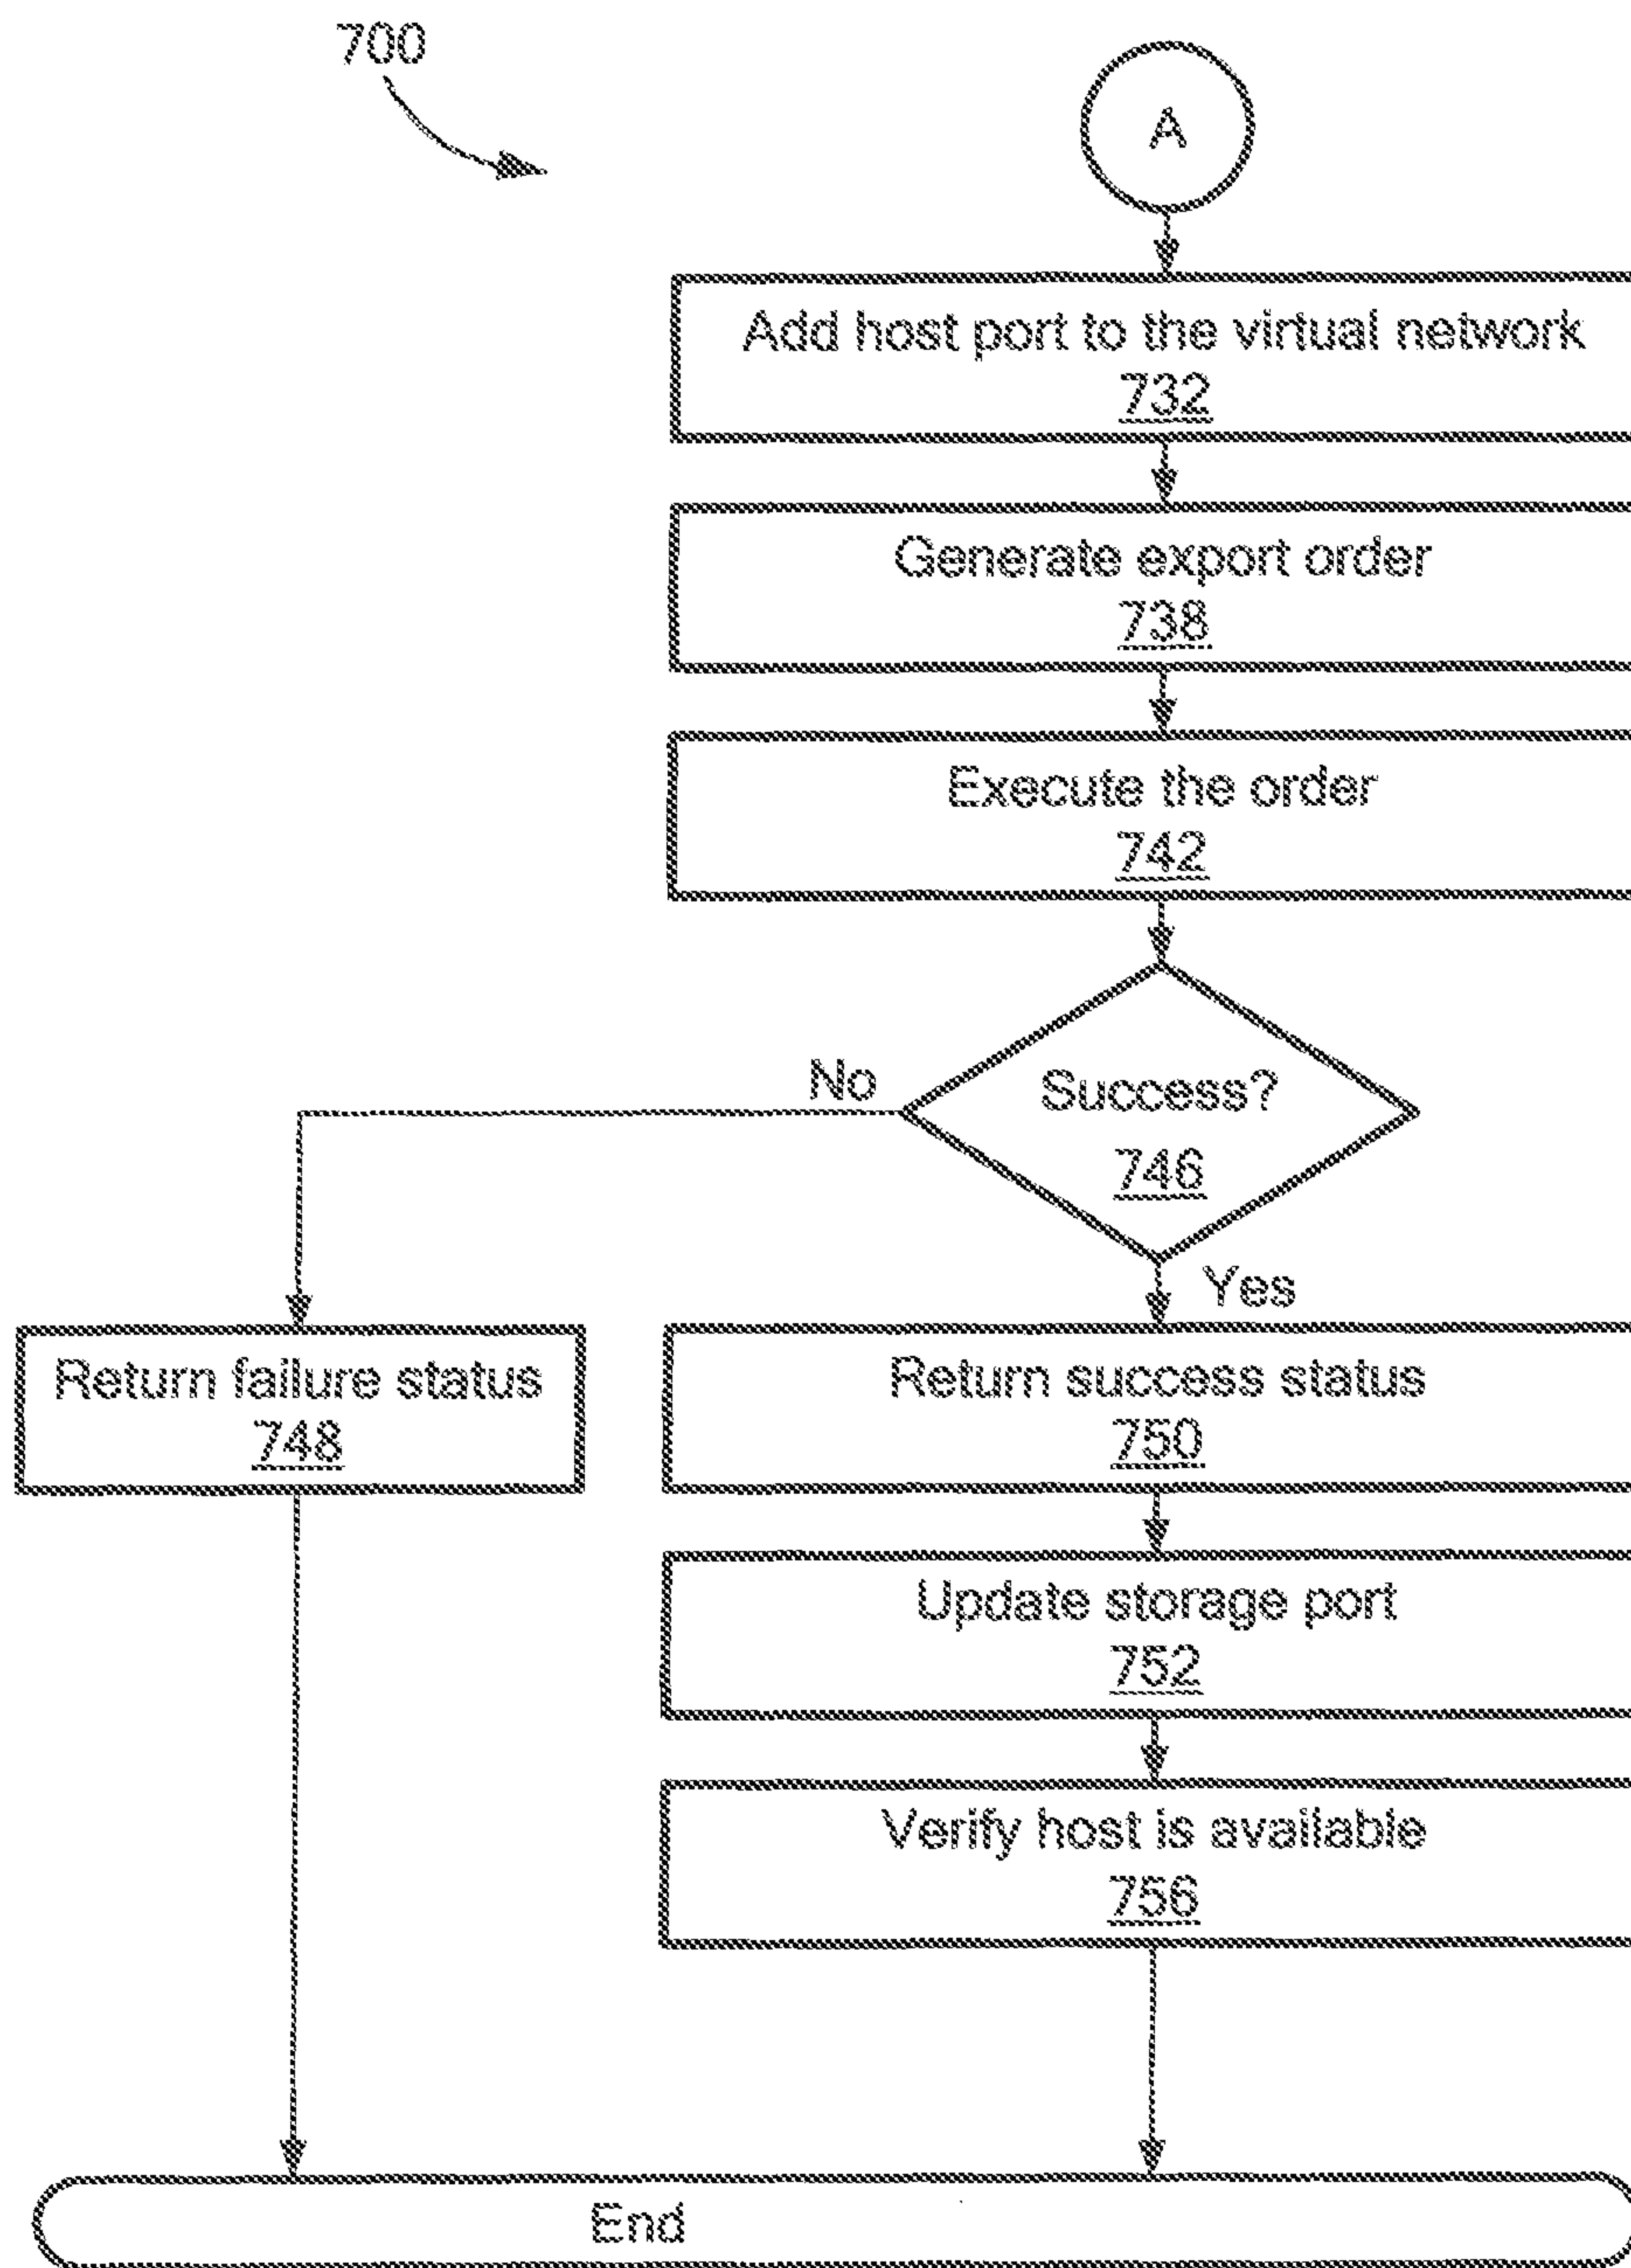 700
A
Add host port to the virtual network
732
Generate export order
738
Execute the order
742
No
Success?
746
Yes
Return failure status
748
Return success status
750
Update storage port
752
Verify host is available
756
End